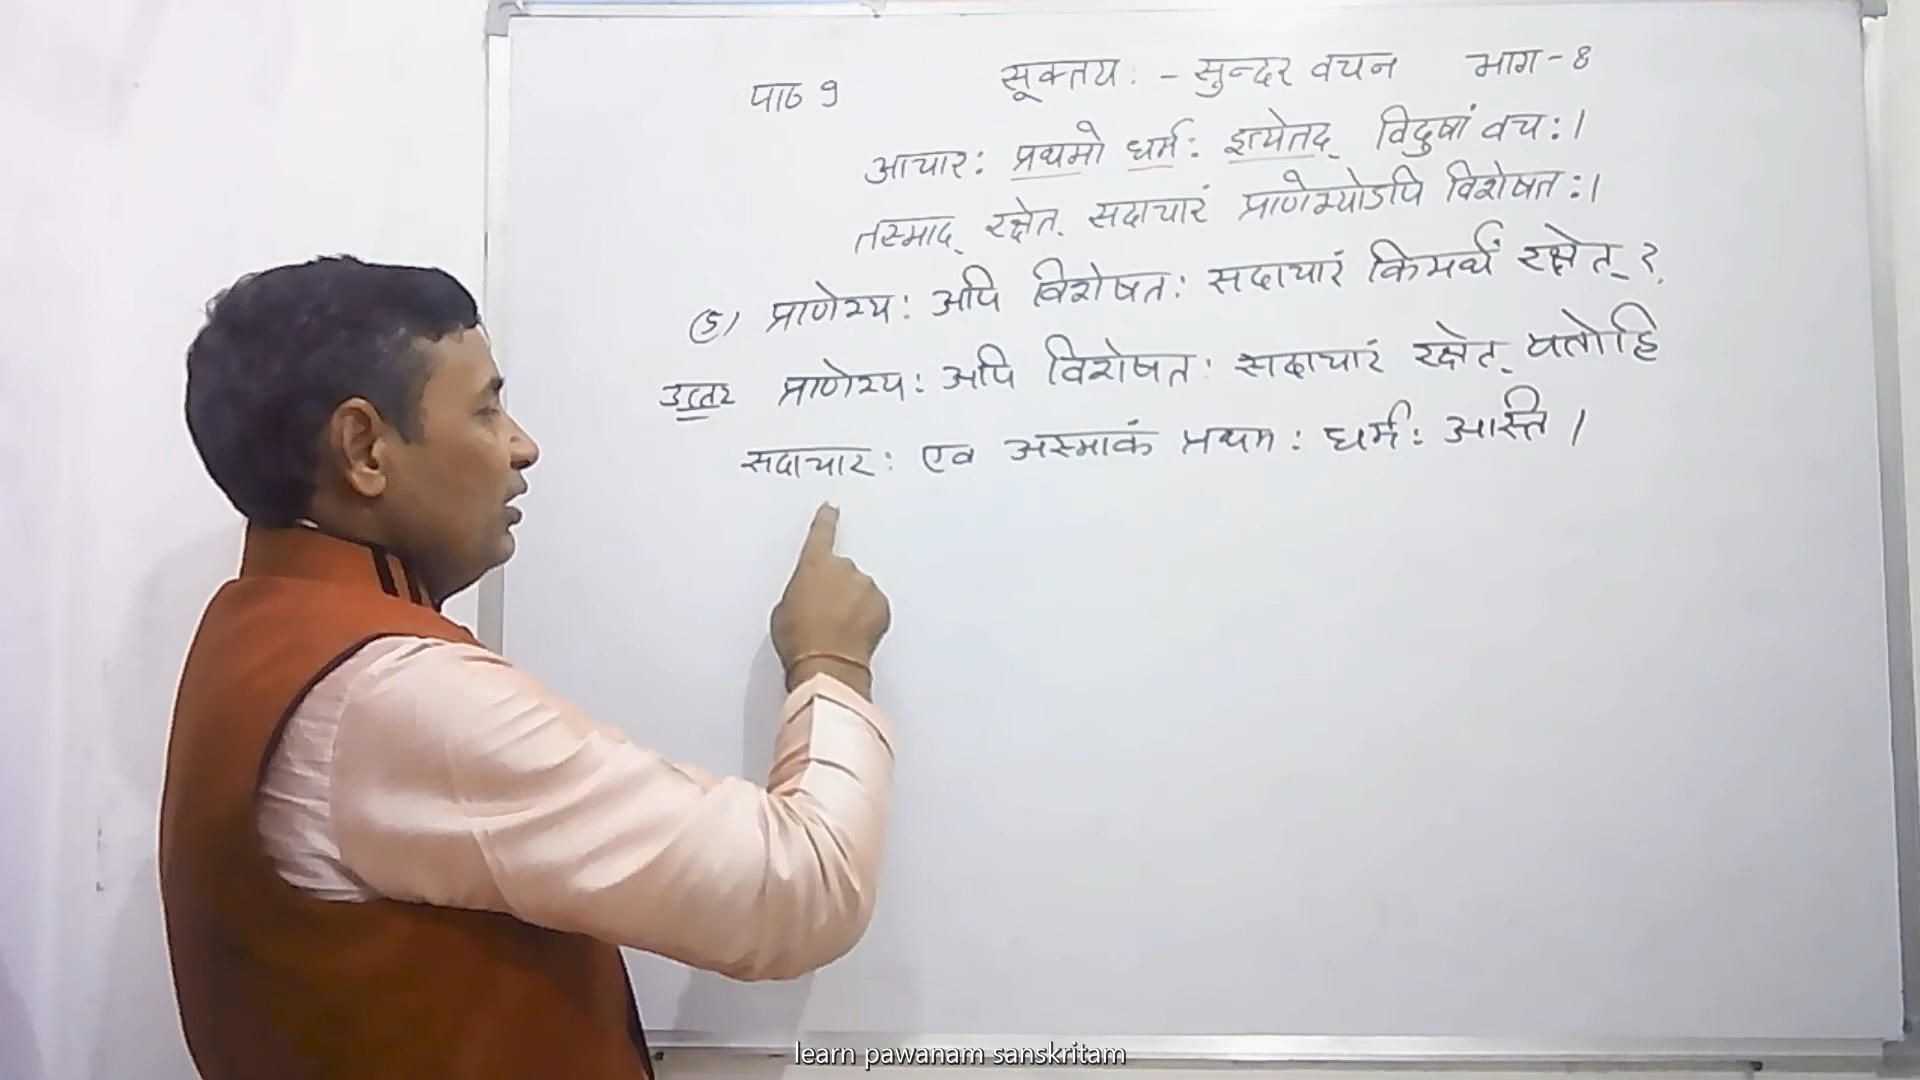 पाठ 9 सूक्तयः - सुन्दर वचन भाग-8
आचारः प्रथमो धर्मः इत्येतद् विदुषां वचः।
तस्माद् रक्षेत् सदाचारं प्राणेभ्योऽपि विशेषतः।
(5) प्राणेभ्यः अपि विशेषतः सदाचारं किमर्थं रक्षेत् ?
उत्तर प्राणेभ्यः अपि विशेषतः सदाचारं रक्षेत् यतोहि
सदाचारः एव अस्माकं प्रथमः धर्मः अस्ति।
learn pawanam sanskritam